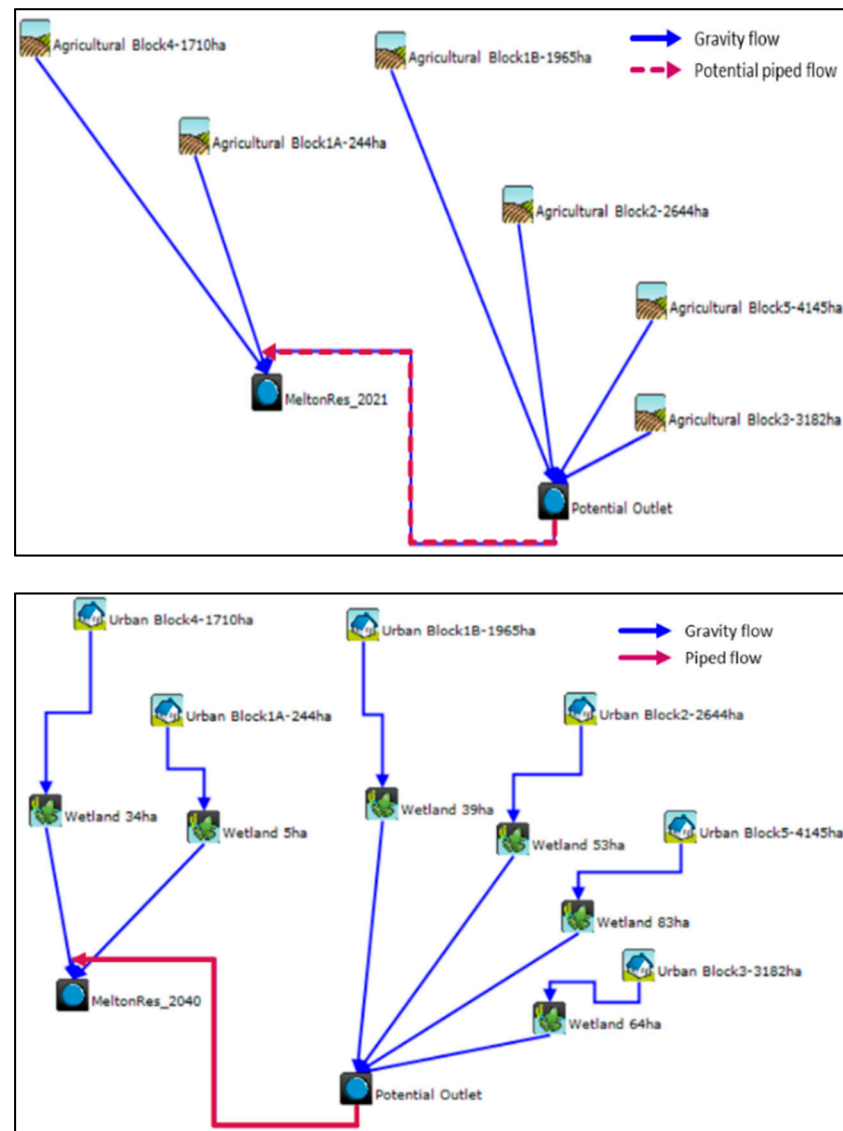 Agricultural Block4-1710ha
Agricultural Block1B-1965ha
Gravity flow
Potential piped flow
Agricultural Block1A-244ha
Agricultural Block2-2644ha
Agricultural Block5-4145ha
MeltonRes_2021
Agricultural Block3-3182ha
Potential Outlet
Urban Block4-1710ha
Urban Block1B-1965ha
Gravity flow
Piped flow
Urban Block1A-244ha
Urban Block2-2644ha
Wetland 34ha
Wetland 5ha
Wetland 39ha
Wetland 53ha
Urban Block5-4145ha
Wetland 83ha
Urban Block3-3182ha
MeltonRes_2040
Wetland 64ha
Potential Outlet